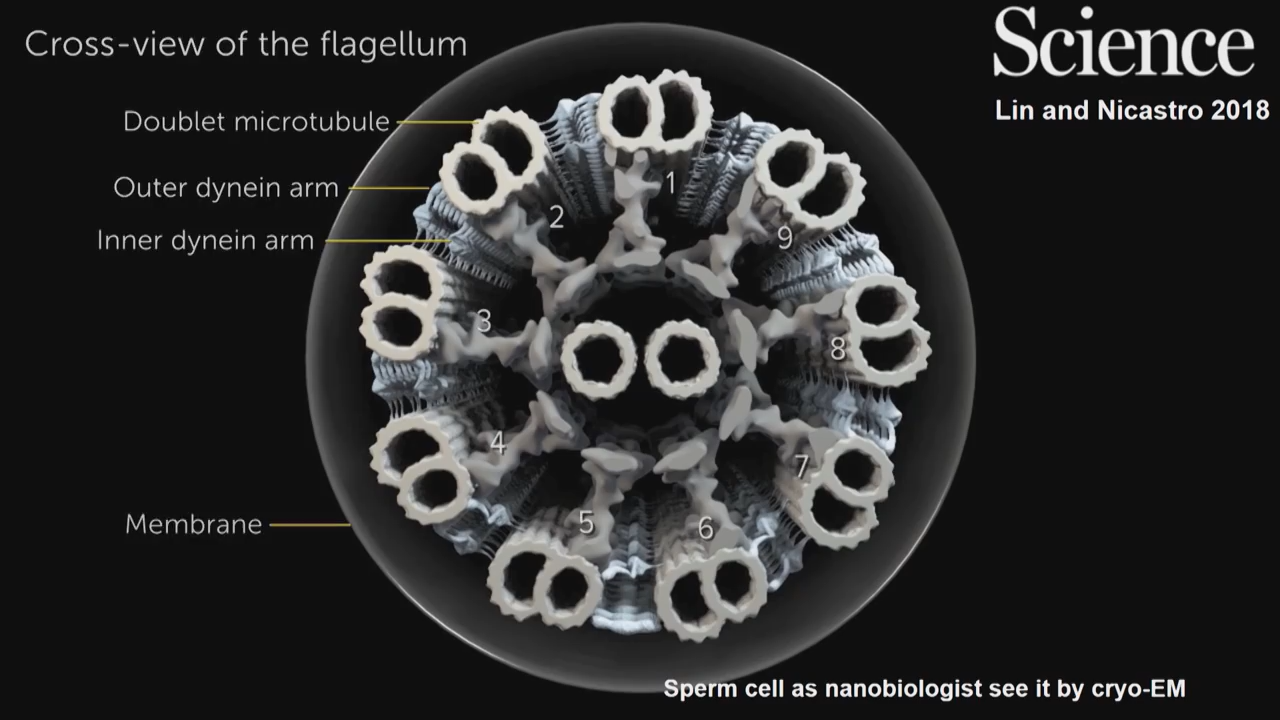 Cross-view of the flagellum
Science
Lin and Nicastro 2018
Doublet microtubule
Outer dynein arm
Inner dynein arm
Membrane
1
2
3
4
5
6
7
8
9
Sperm cell as nanobiologist see it by cryo-EM